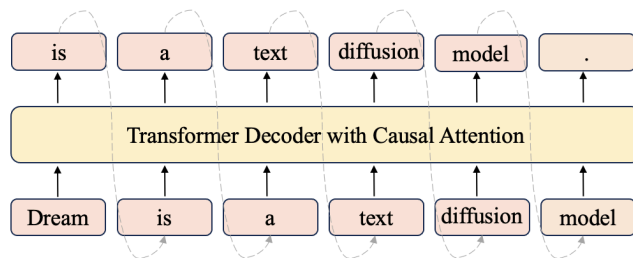 is a text diffusion model .
Transformer Decoder with Causal Attention
Dream is a text diffusion model